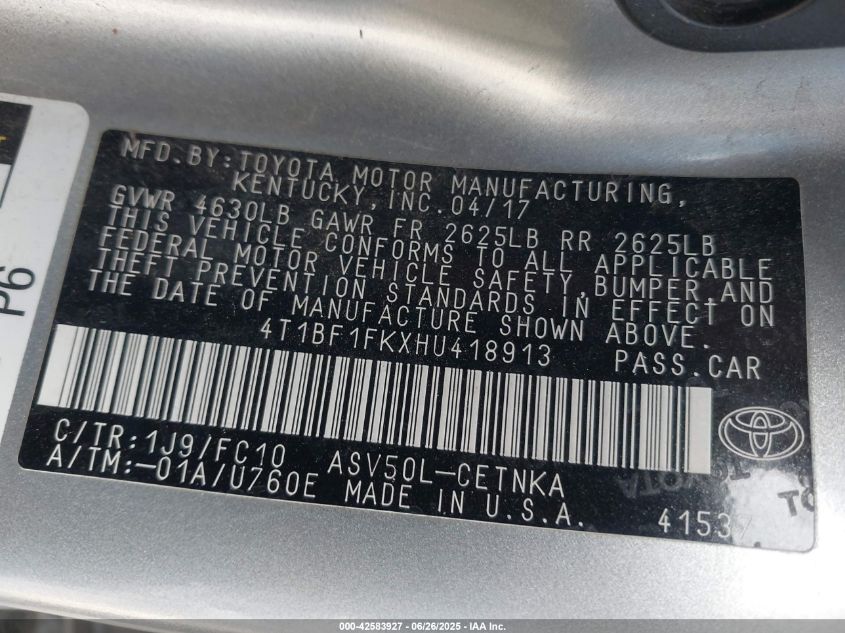 MFD.BY:TOYOTA MOTOR MANUFACTURING,
KENTUCKY,INC.04/17
GVWR 4630LB GAWR FR 2625LB RR 2625LB
THIS VEHICLE CONFORMS TO ALL APPLICABLE
FEDERAL MOTOR VEHICLE SAFETY,BUMPER,AND
THEFT PREVENTION STANDARDS IN EFFECT ON
THE DATE OF MANUFACTURE SHOWN ABOVE.
4T1BF1FKXHU418913 PASS.CAR
C/TR:1J9/FC10 ASV50L-CETNKA
A/TM:-01A/U760E MADE IN U.S.A.
P6
000-42583927 - 06/26/2025 - IAA Inc.